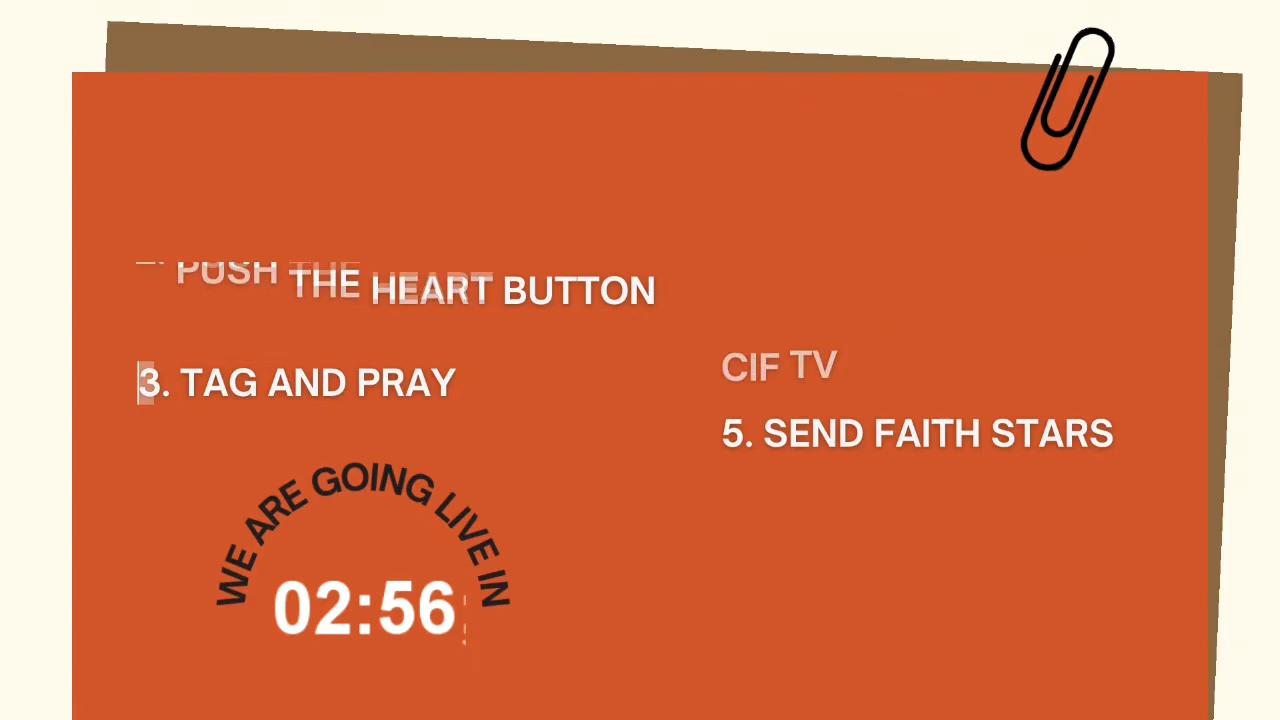 PUSH THE HEART BUTTON
3. TAG AND PRAY
CIF TV
5. SEND FAITH STARS
WE ARE GOING LIVE IN
02:56